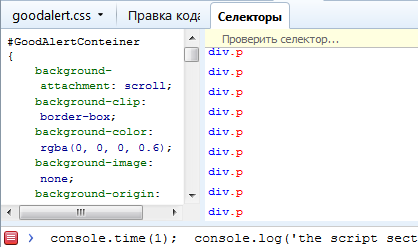 goodalert.css
Правка кода
Селекторы
Проверить селектор...
#GoodAlertConteiner
{
background-
attachment: scroll;
background-clip:
border-box;
background-color:
rgba(0, 0, 0, 0.6);
background-image:
none;
background-origin:
div.p
div.p
div.p
div.p
div.p
div.p
div.p
div.p
div.p
console.time(1);  console.log('the script sect